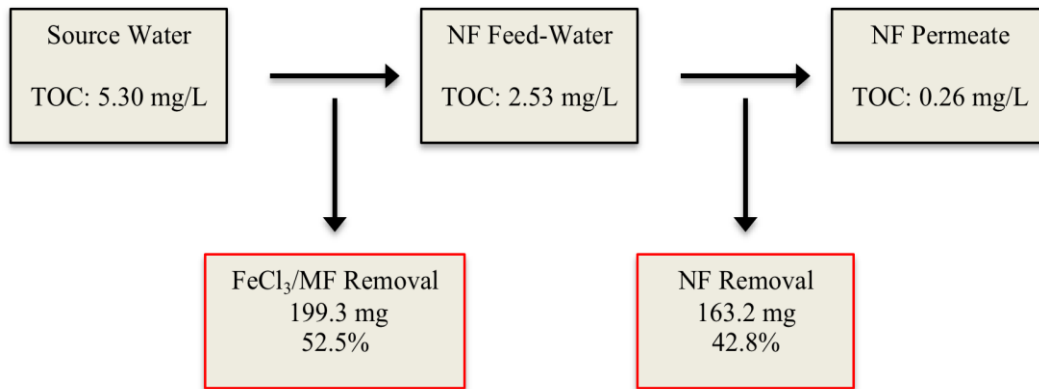 Source Water
TOC: 5.30 mg/L
NF Feed-Water
TOC: 2.53 mg/L
NF Permeate
TOC: 0.26 mg/L
FeCl₃/MF Removal
199.3 mg
52.5%
NF Removal
163.2 mg
42.8%